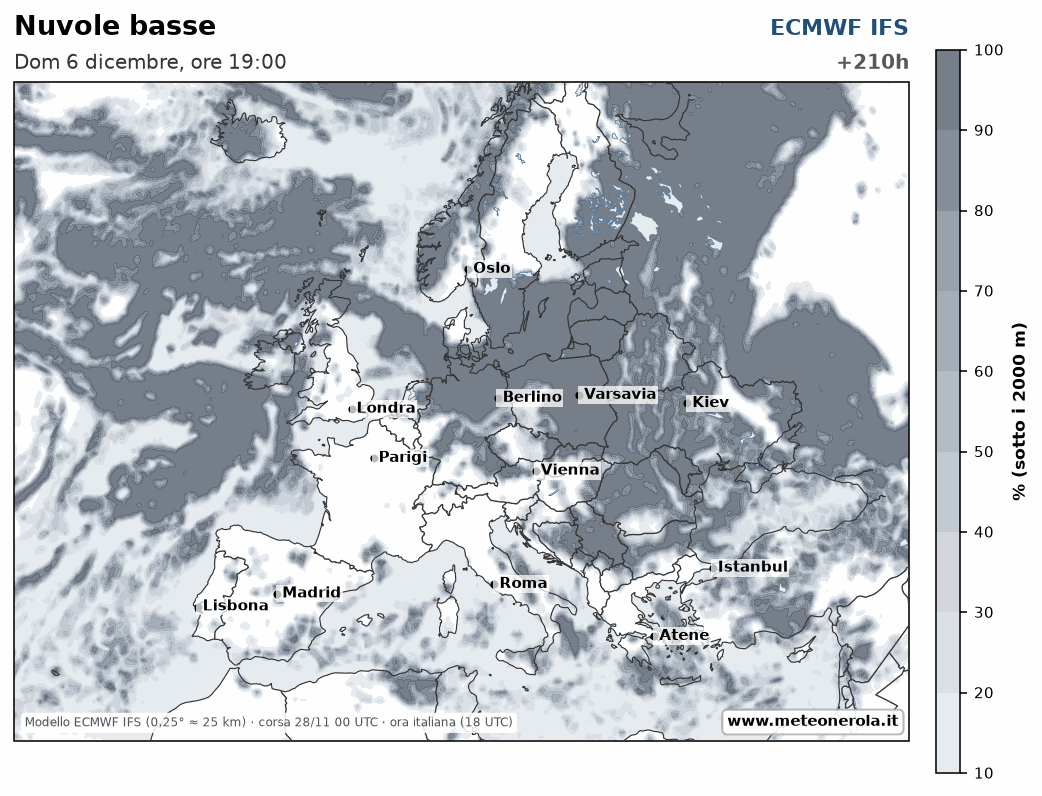 Nuvole basse
ECMWF IFS
Dom 6 dicembre, ore 19:00
+210h
100
90
80
70
60
50
40
30
20
10
% (sotto i 2000 m)
Oslo
Berlino
Varsavia
Kiev
Londra
Parigi
Vienna
Istanbul
Roma
Madrid
Lisbona
Atene
Modello ECMWF IFS (0,25° ≈ 25 km) · corsa 28/11 00 UTC · ora italiana (18 UTC)
www.meteonerola.it